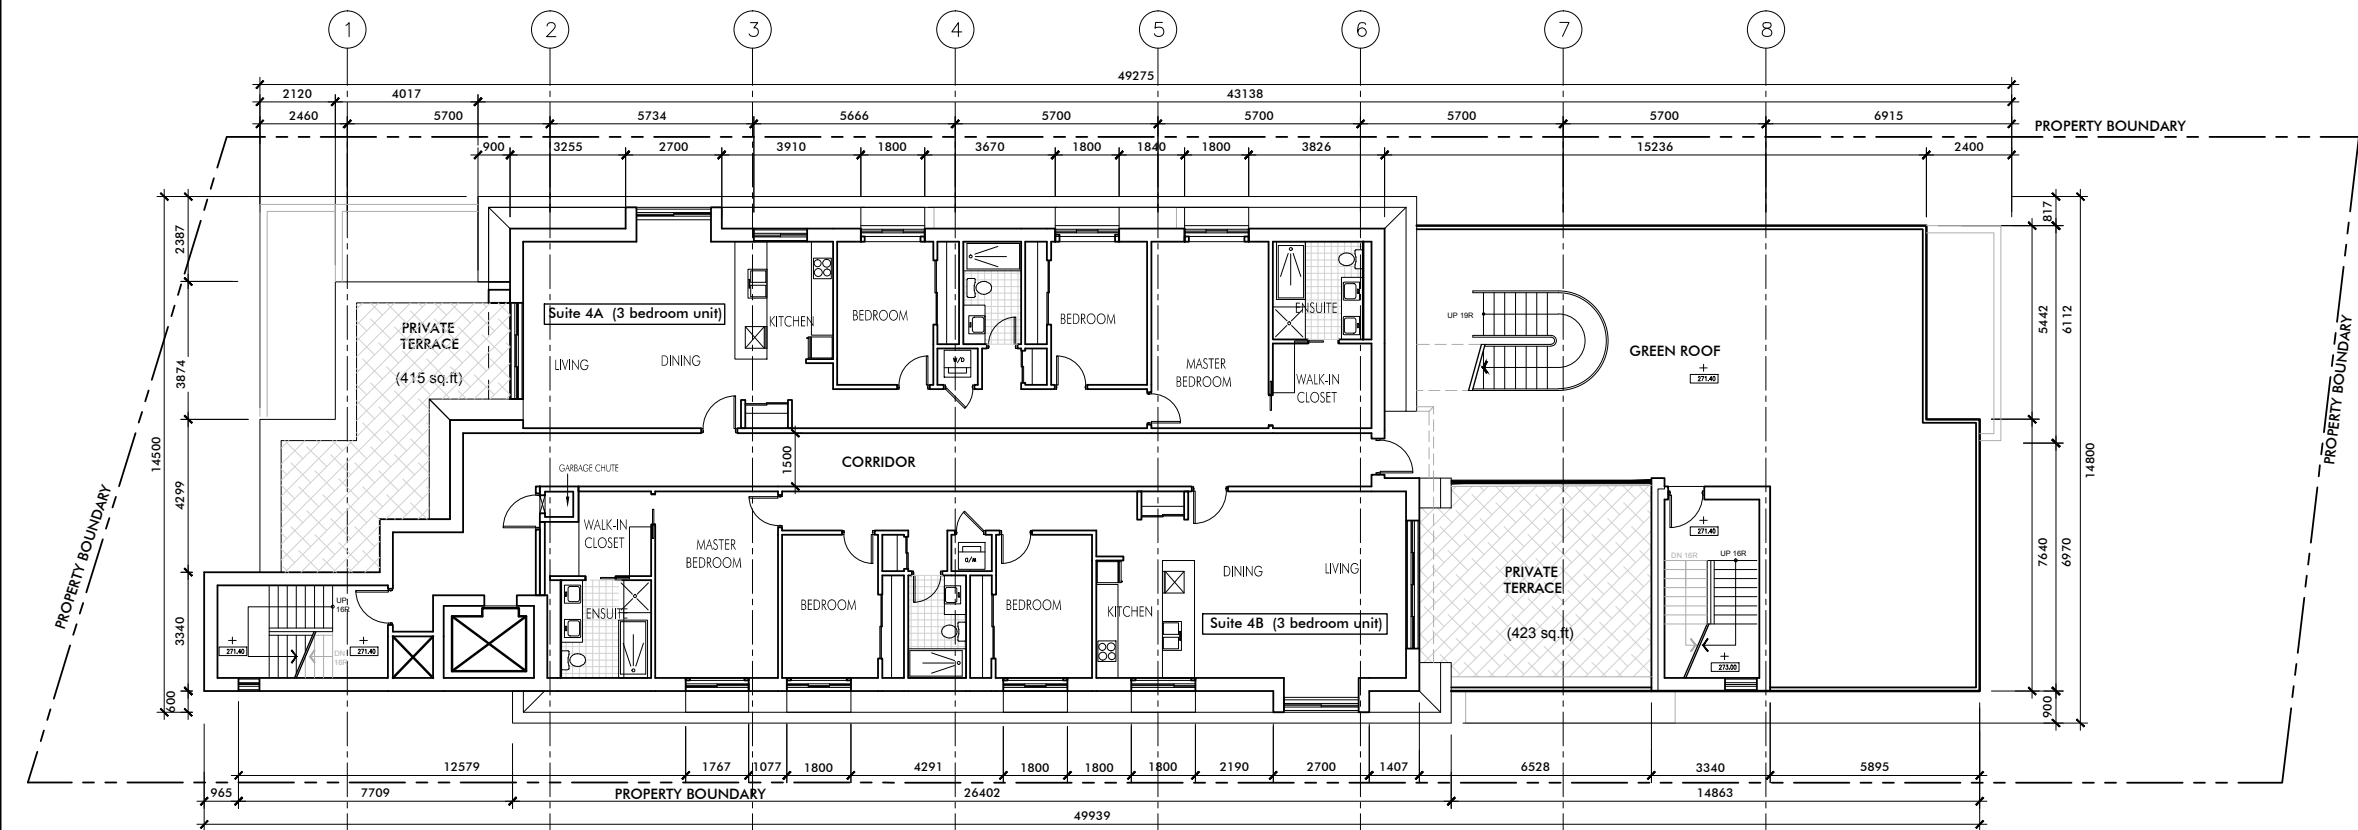 1 2 3 4 5 6 7 8
49275
2120 4017 43138
2460 5700 5734 5666 5700 5700 5700 5700 6915
PROPERTY BOUNDARY
900 3255 2700 3910 1800 3670 1800 1840 1800 3826 15236 2400
2387
3874
4299
3340
14500
600
817
5442
6112
14800
7640
6970
900
PROPERTY BOUNDARY
PROPERTY BOUNDARY
PROPERTY BOUNDARY
PRIVATE
TERRACE
(415 sq.ft)
Suite 4A (3 bedroom unit)
LIVING
DINING
KITCHEN
BEDROOM
W/D
BEDROOM
MASTER
BEDROOM
ENSUITE
WALK-IN
CLOSET
UP 19R
GREEN ROOF
271.40
1500
CORRIDOR
GARBAGE CHUTE
WALK-IN
CLOSET
ENSUITE
MASTER
BEDROOM
BEDROOM
W/D
BEDROOM
KITCHEN
DINING
LIVING
Suite 4B (3 bedroom unit)
PRIVATE
TERRACE
(423 sq.ft)
271.40
DN 16R
UP 16R
273.00
UP
16R
DN
16R
271.40
271.40
12579 1767 1077 1800 4291 1800 1800 1800 2190 2700 1407 6528 3340 5895
965 7709 PROPERTY BOUNDARY 26402 14863
49939